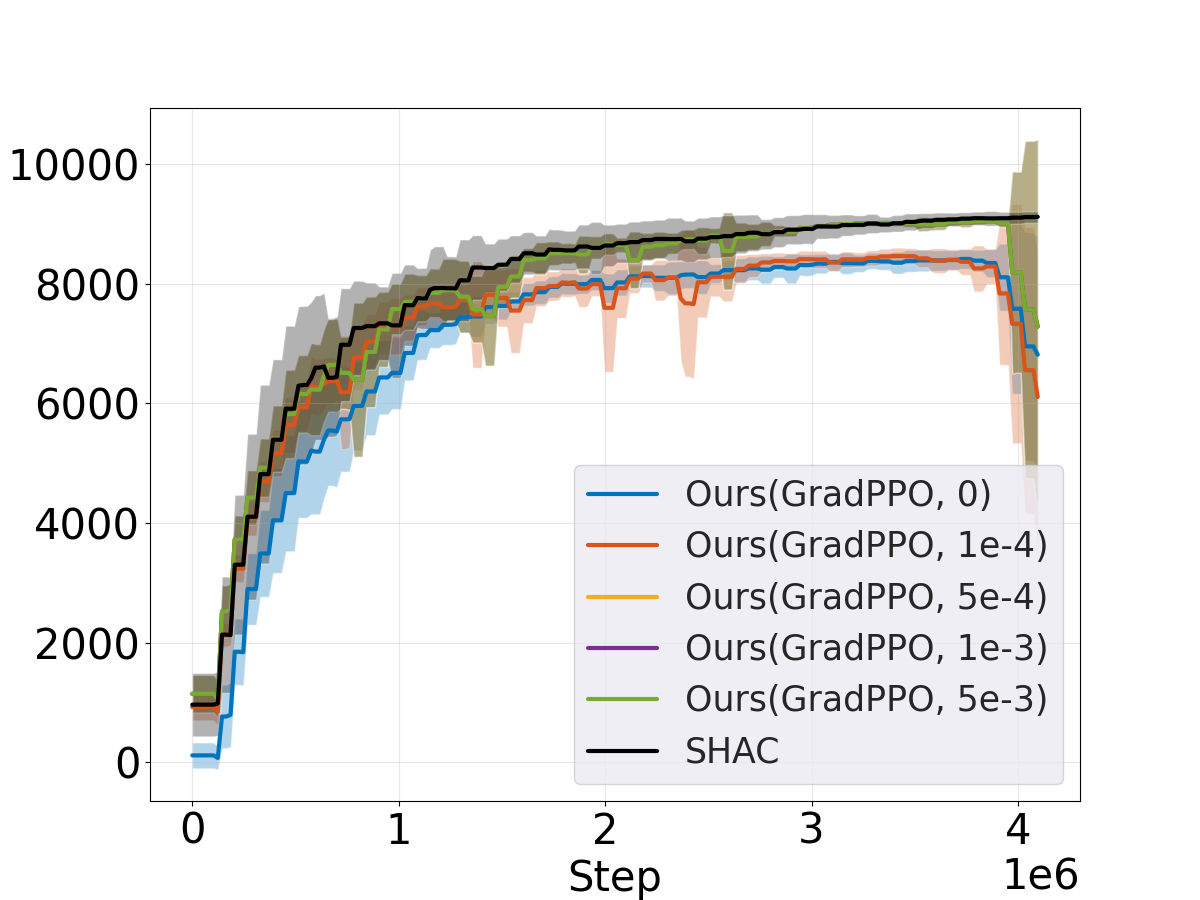 10000
8000
6000
4000
2000
0
Ours(GradPPO, 0)
Ours(GradPPO, 1e-4)
Ours(GradPPO, 5e-4)
Ours(GradPPO, 1e-3)
Ours(GradPPO, 5e-3)
SHAC
0 1 2 3 4
Step
1e6